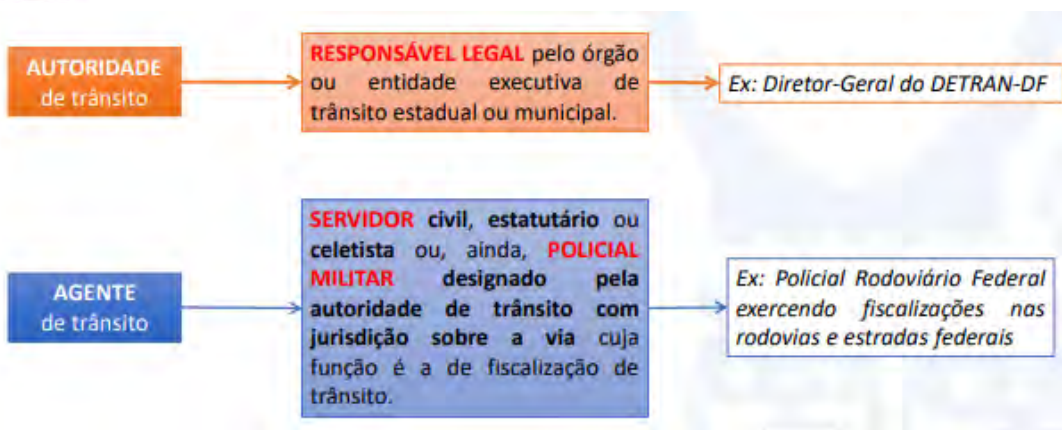 AUTORIDADE
de trânsito
RESPONSÁVEL LEGAL pelo órgão
ou entidade executiva de
trânsito estadual ou municipal.
Ex: Diretor-Geral do DETRAN-DF
AGENTE
de trânsito
SERVIDOR civil, estatutário ou
celetista ou, ainda, POLICIAL
MILITAR designado pela
autoridade de trânsito com
jurisdição sobre a via cuja
função é a de fiscalização de
trânsito.
Ex: Policial Rodoviário Federal
exercendo fiscalizações nas
rodovias e estradas federais